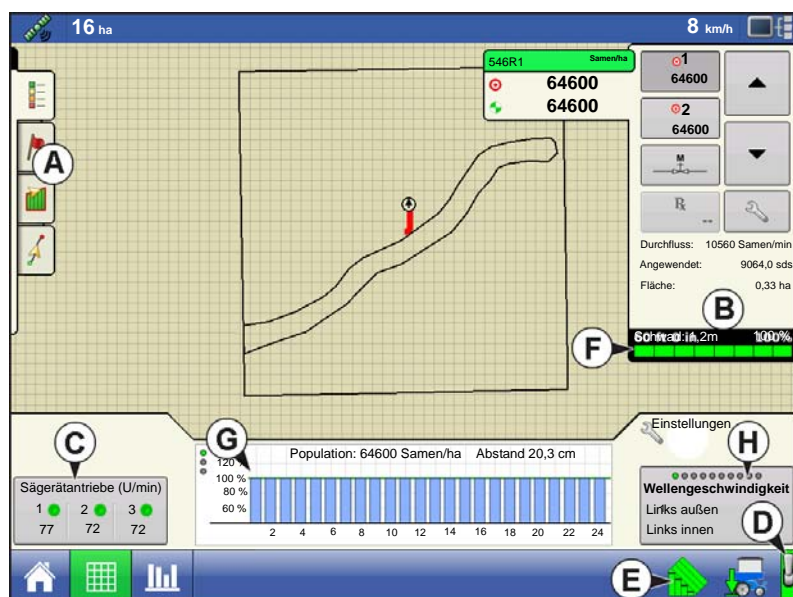 16 ha
8 km/h
546R1 Samen/ha
64600
64600
1
64600
2
64600
M
Rx
--
Durchfluss: 10560 Samen/min
Angewendet: 9064,0 sds
Fläche: 0,33 ha
A
B
F
100%
C
Sägerätantriebe (U/min)
1 2 3
77 72 72
G
Population: 64600 Samen/ha Abstand 20,3 cm
120 %
100 %
80 %
60 %
2 4 6 8 10 12 14 16 18 20 22 24
Einstellungen
H
Wellengeschwindigkeit
Links außen
Links innen
D
E